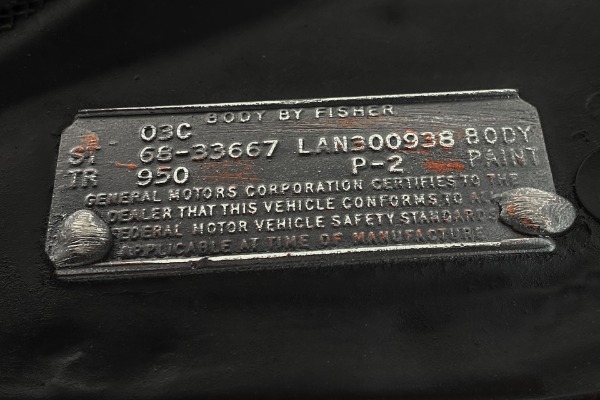 BODY BY FISHER
03C
ST 68-33667 LAN300938 BODY
TR 950 P-2 PAINT
GENERAL MOTORS CORPORATION CERTIFIES TO THE
DEALER THAT THIS VEHICLE CONFORMS TO
FEDERAL MOTOR VEHICLE SAFETY STANDARDS
APPLICABLE AT TIME OF MANUFACTURE